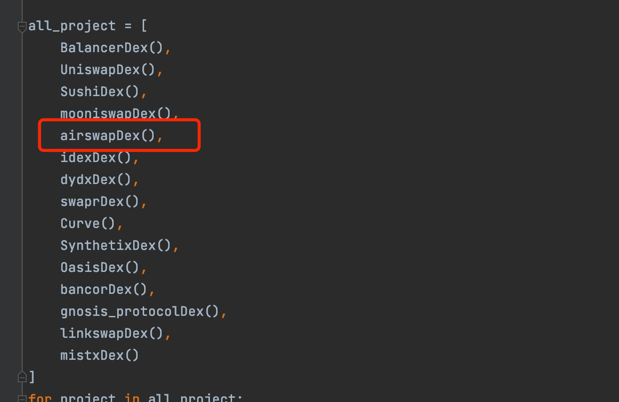 all_project = [
BalancerDex(),
UniswapDex(),
SushiDex(),
mooniswapDex(),
airswapDex(),
idexDex(),
dydxDex(),
swaprDex(),
Curve(),
SynthetixDex(),
OasisDex(),
bancorDex(),
gnosis_protocolDex(),
linkswapDex(),
mistxDex()
]
for project in all_project: